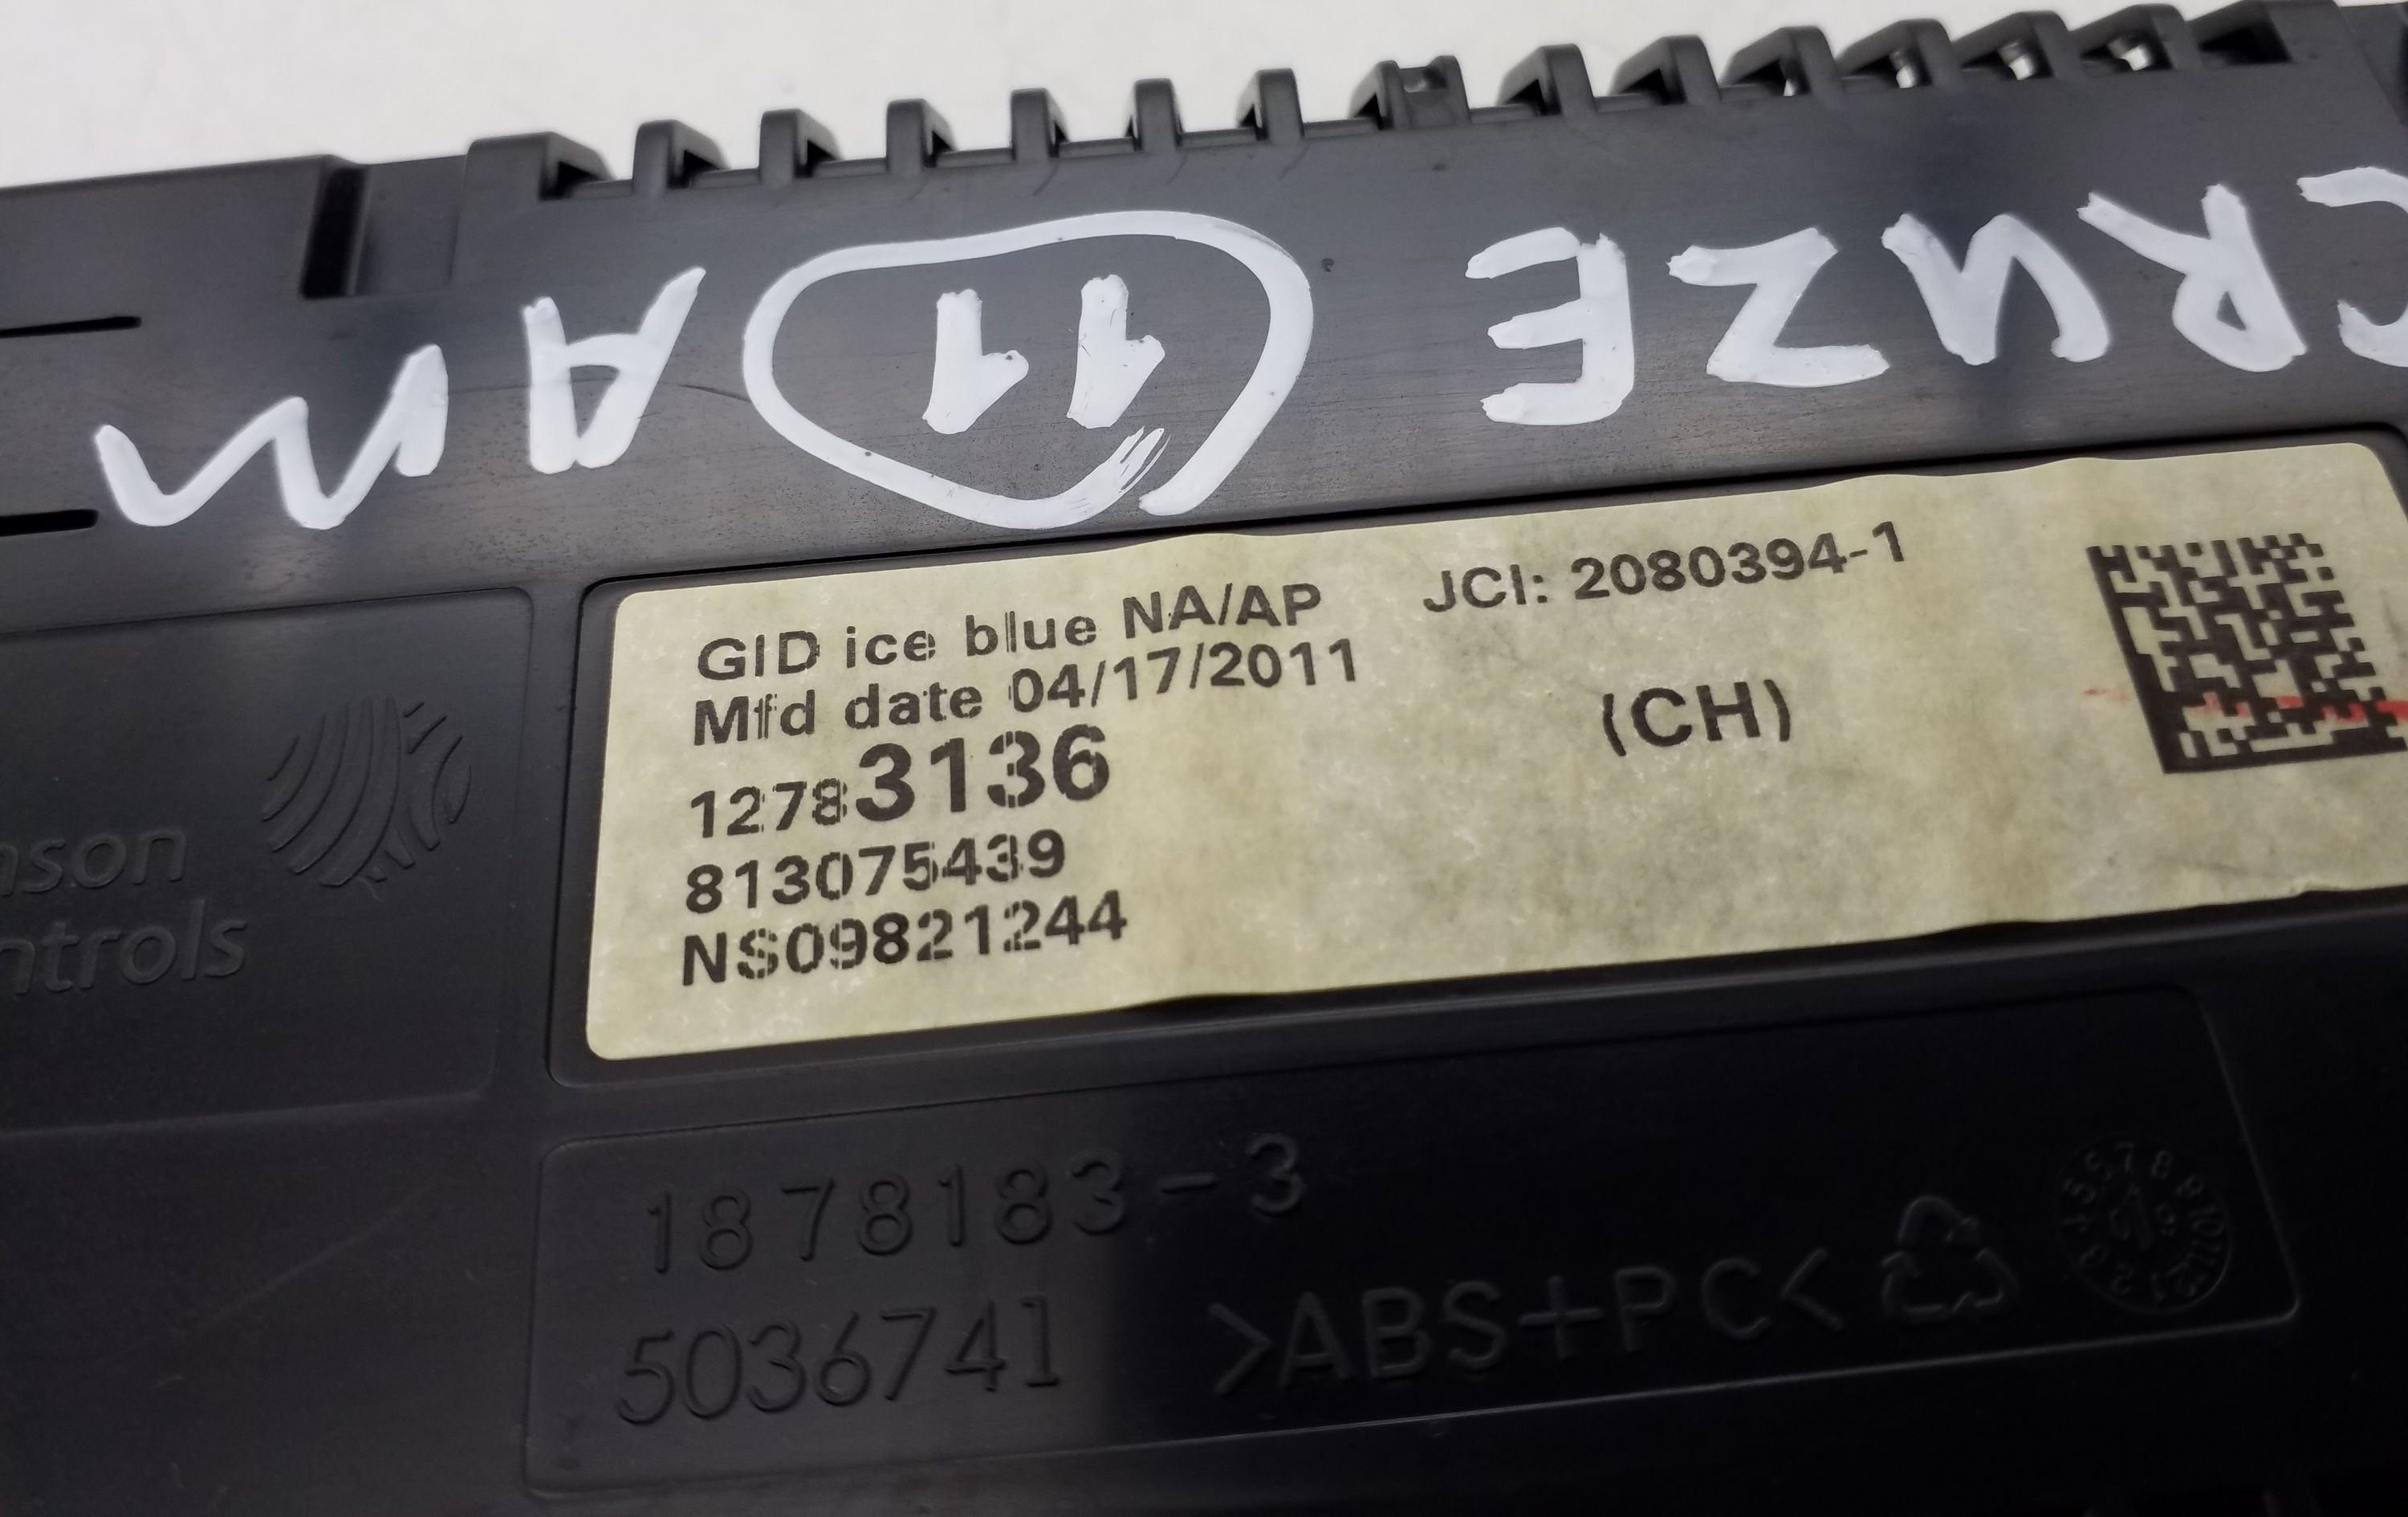 CRUZE 11 AM
GID ice blue NA/AP JCI: 2080394-1
Mfd date 04/17/2011
(CH)
12783136
813075439
NS09821244
nson
ntrols
1878183-3
5036741 >ABS+PC<